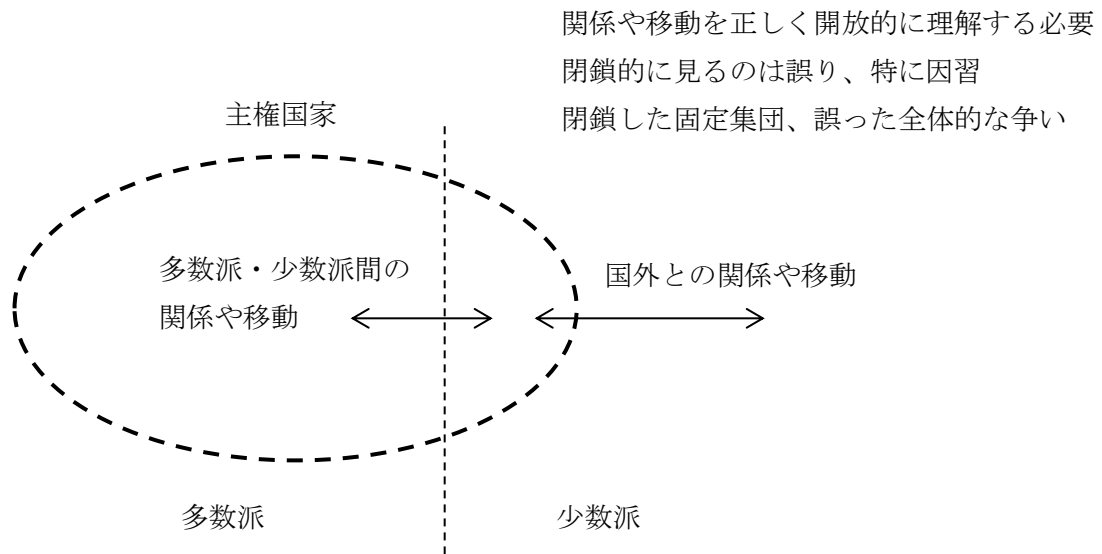 関係や移動を正しく開放的に理解する必要
閉鎖的に見るのは誤り、特に因習
閉鎖した固定集団、誤った全体的な争い
主権国家
多数派・少数派間の
関係や移動
国外との関係や移動
多数派
少数派